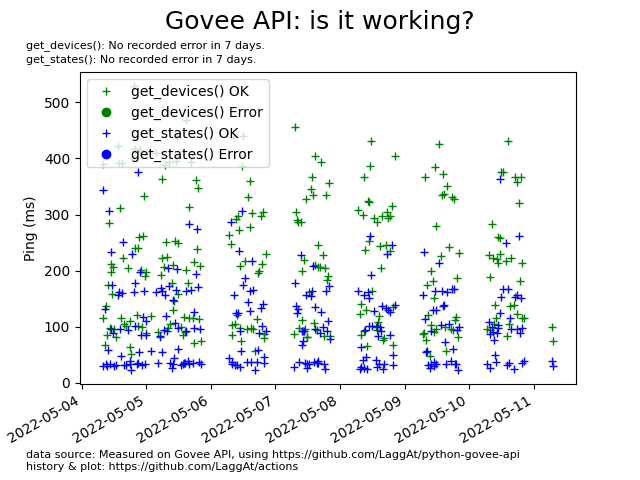 Govee API: is it working?
get_devices(): No recorded error in 7 days.
get_states(): No recorded error in 7 days.
get_devices() OK
get_devices() Error
get_states() OK
get_states() Error
Ping (ms)
500
400
300
200
100
0
2022-05-04
2022-05-05
2022-05-06
2022-05-07
2022-05-08
2022-05-09
2022-05-10
2022-05-11
data source: Measured on Govee API, using https://github.com/LaggAt/python-govee-api
history & plot: https://github.com/LaggAt/actions